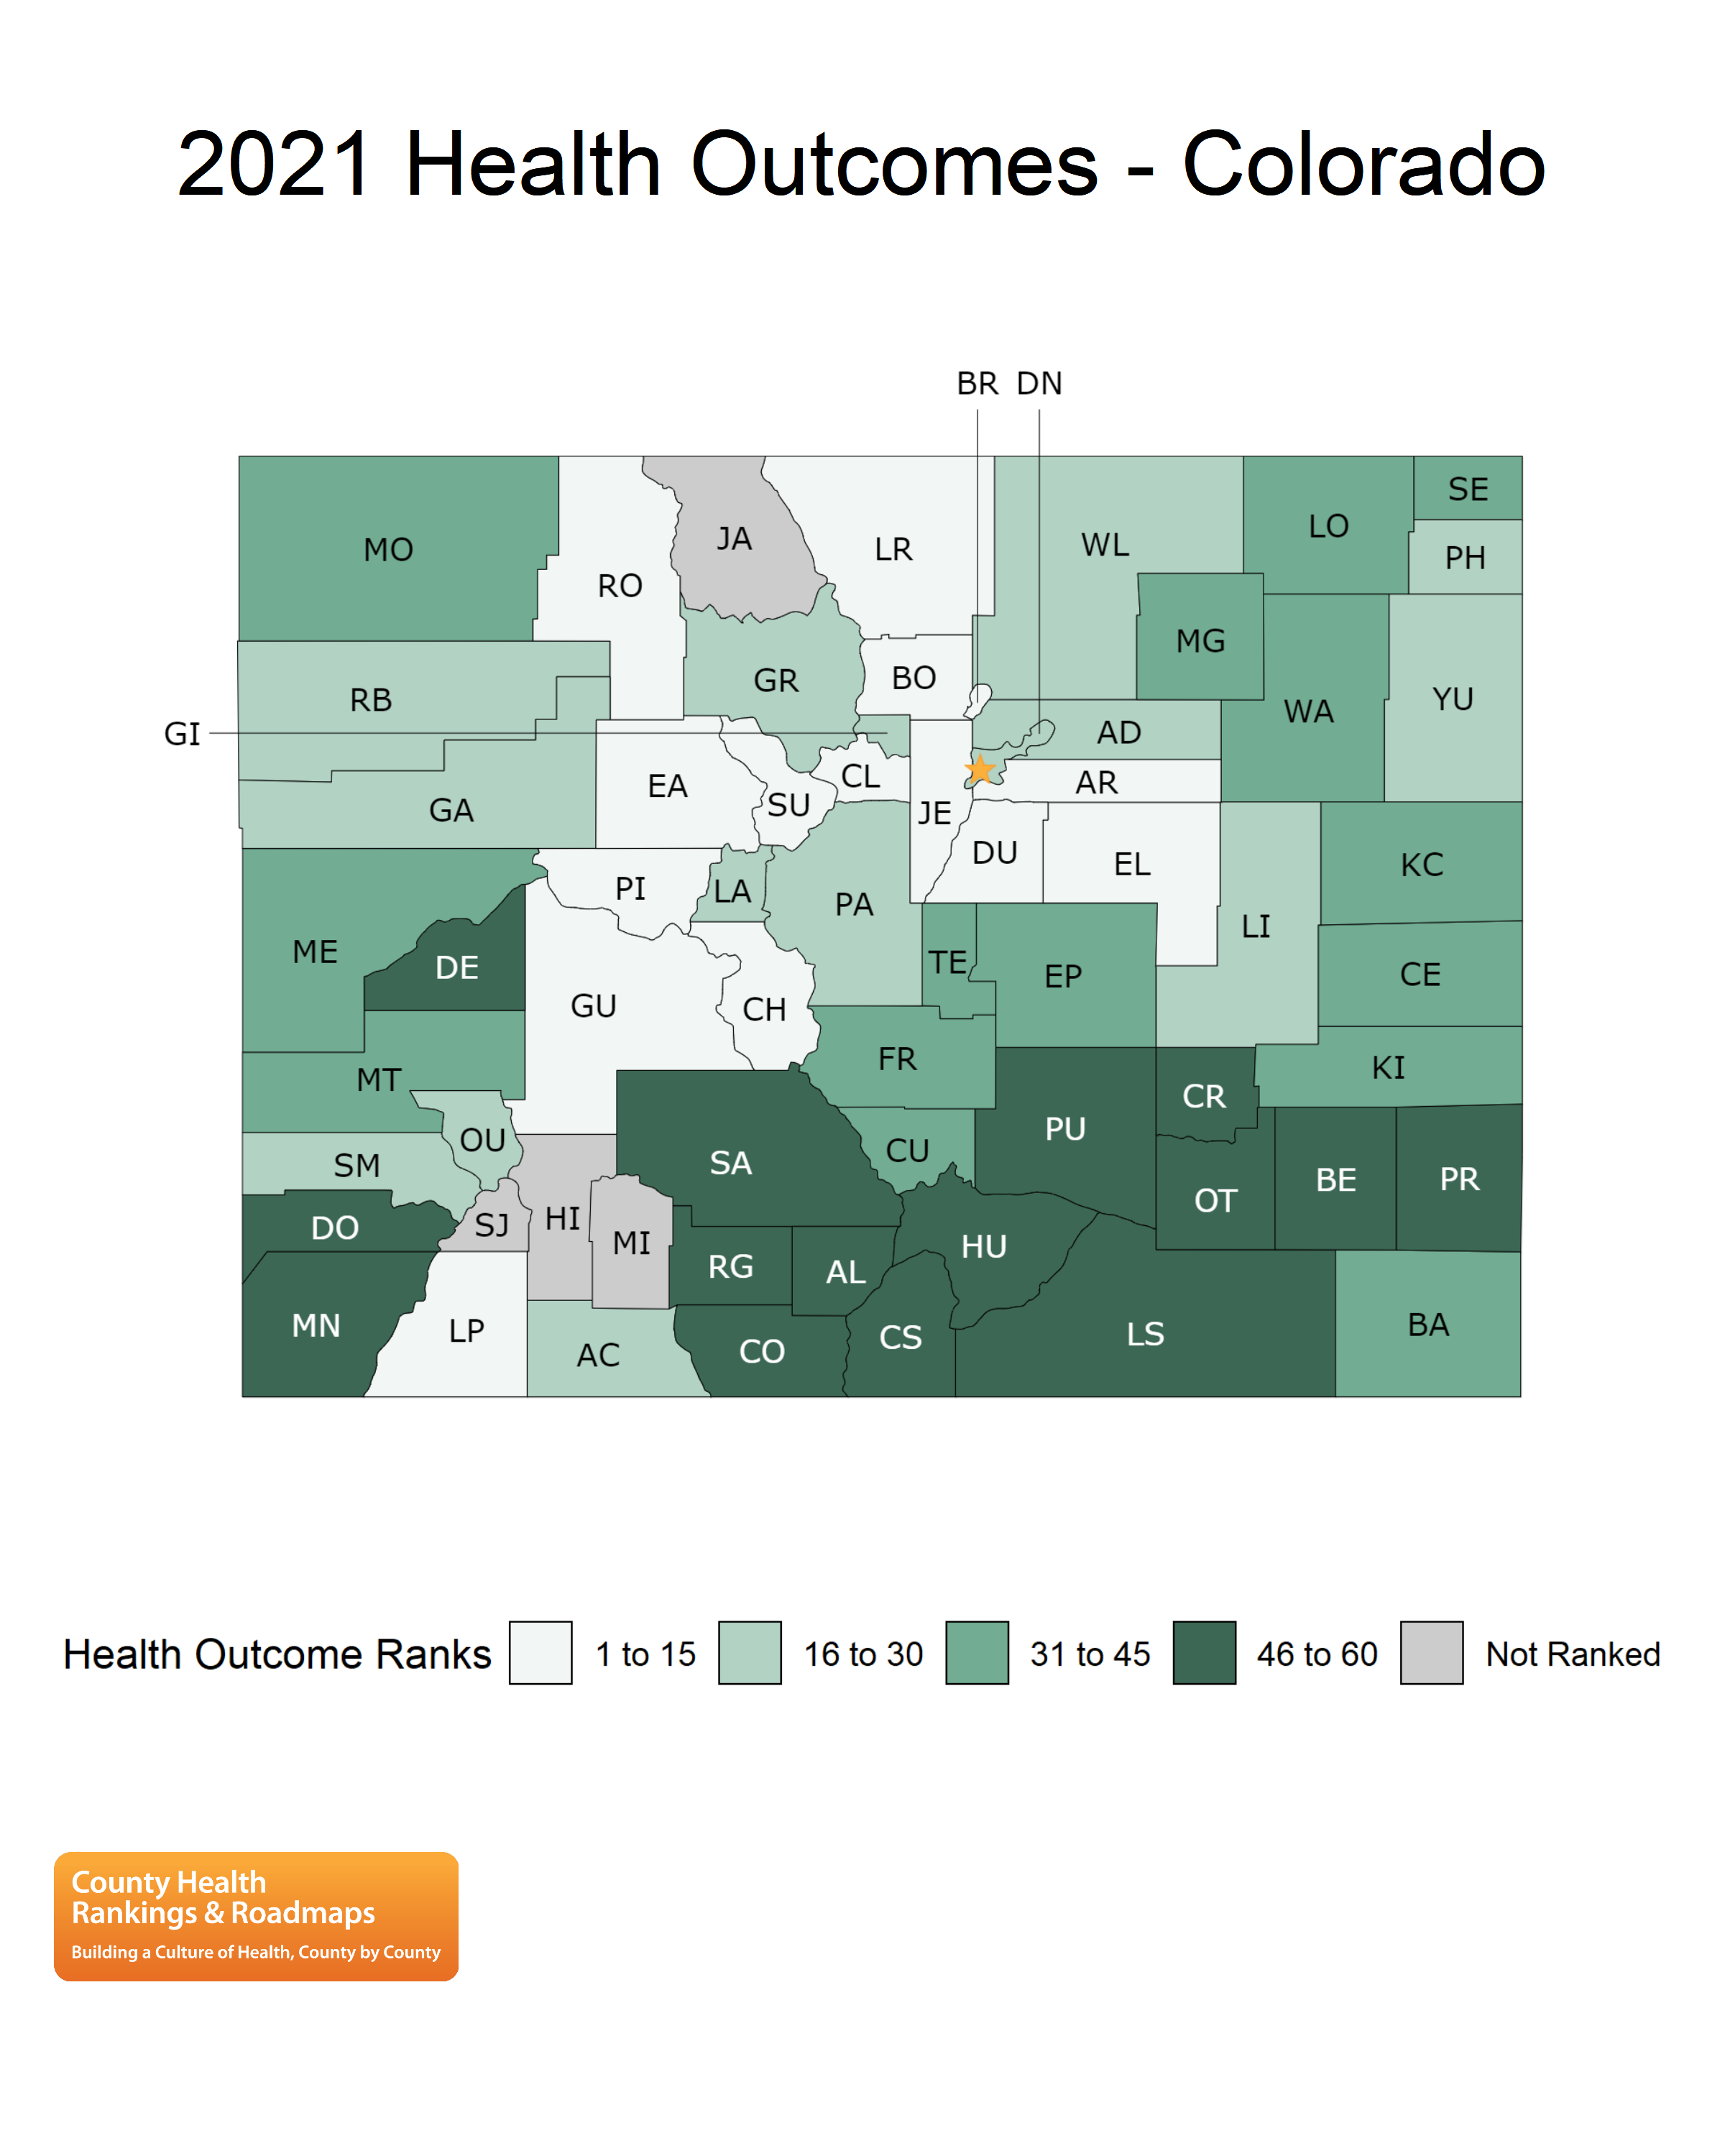 2021 Health Outcomes - Colorado
BR DN
SE
LO
MO
JA
LR
WL
PH
RO
MG
GR
BO
RB
YU
WA
GI
AD
CL
EA
AR
SU
GA
JE
DU
EL
KC
PI
LA
PA
LI
ME
TE
DE
EP
CE
GU
CH
FR
KI
MT
CR
PU
OU
CU
SM
SA
BE
PR
OT
HI
SJ
DO
MI
HU
RG
AL
MN
LP
BA
LS
CS
CO
AC
Health Outcome Ranks 1 to 15 16 to 30 31 to 45 46 to 60 Not Ranked
County Health
Rankings & Roadmaps
Building a Culture of Health, County by County